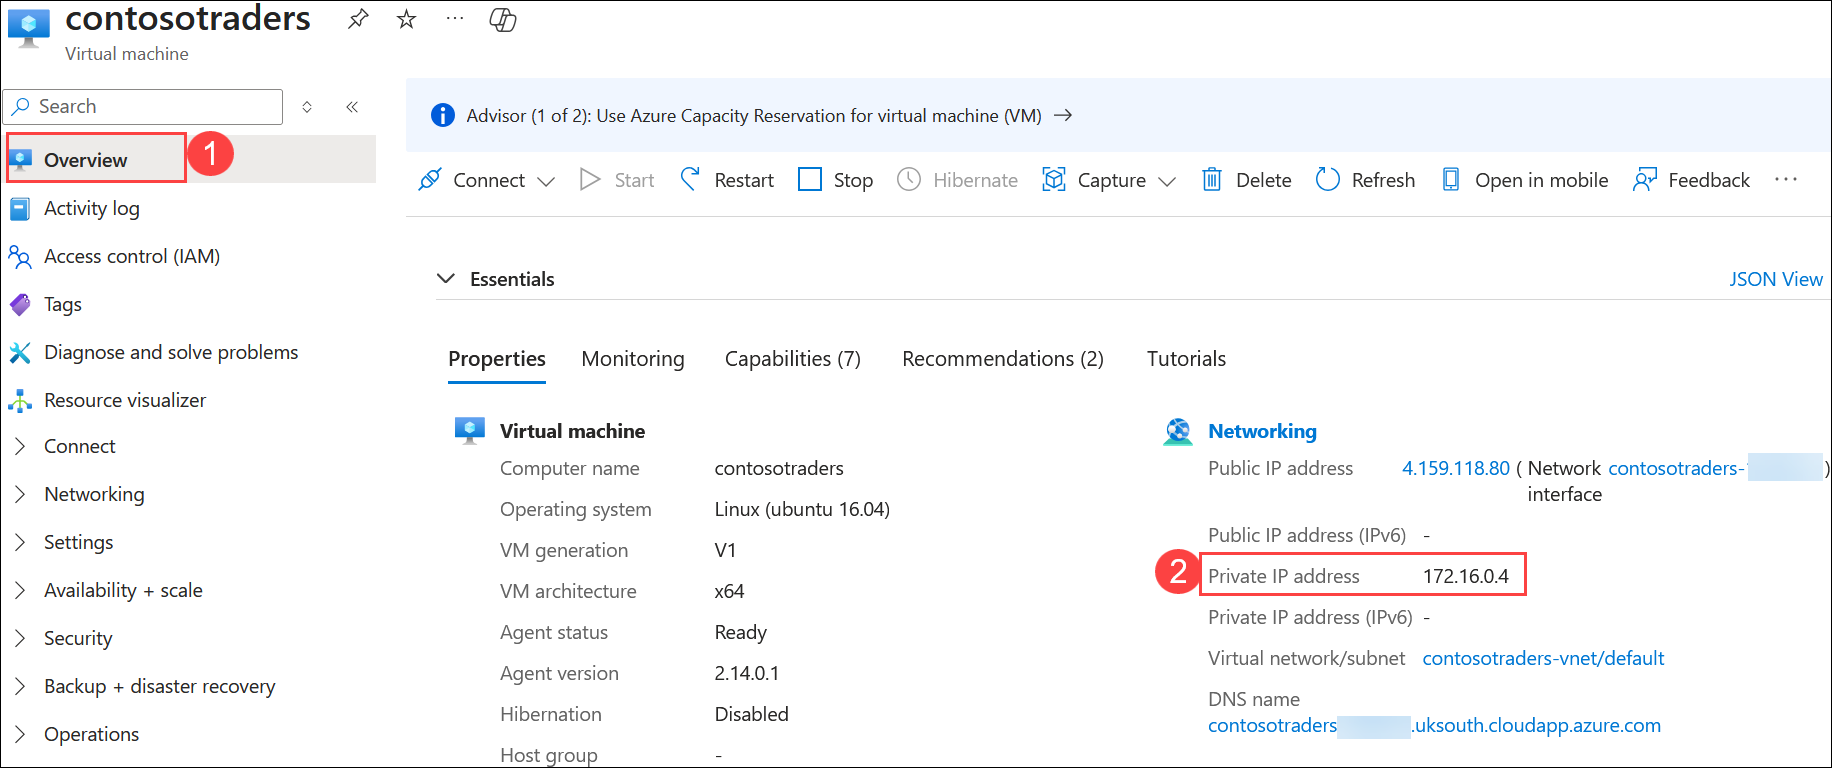 contosotraders
Virtual machine
Search
Overview
1
Activity log
Access control (IAM)
Tags
Diagnose and solve problems
Resource visualizer
Connect
Networking
Settings
Availability + scale
Security
Backup + disaster recovery
Operations
Advisor (1 of 2): Use Azure Capacity Reservation for virtual machine (VM) →
Connect Start Restart Stop Hibernate Capture Delete Refresh Open in mobile Feedback
Essentials JSON View
Properties Monitoring Capabilities (7) Recommendations (2) Tutorials
Virtual machine
Computer name contosotraders
Operating system Linux (ubuntu 16.04)
VM generation V1
VM architecture x64
Agent status Ready
Agent version 2.14.0.1
Hibernation Disabled
Host group -
Networking
Public IP address 4.159.118.80 ( Network contosotraders- )
interface
Public IP address (IPv6) -
2 Private IP address 172.16.0.4
Private IP address (IPv6) -
Virtual network/subnet contosotraders-vnet/default
DNS name
contosotraders .uksouth.cloudapp.azure.com